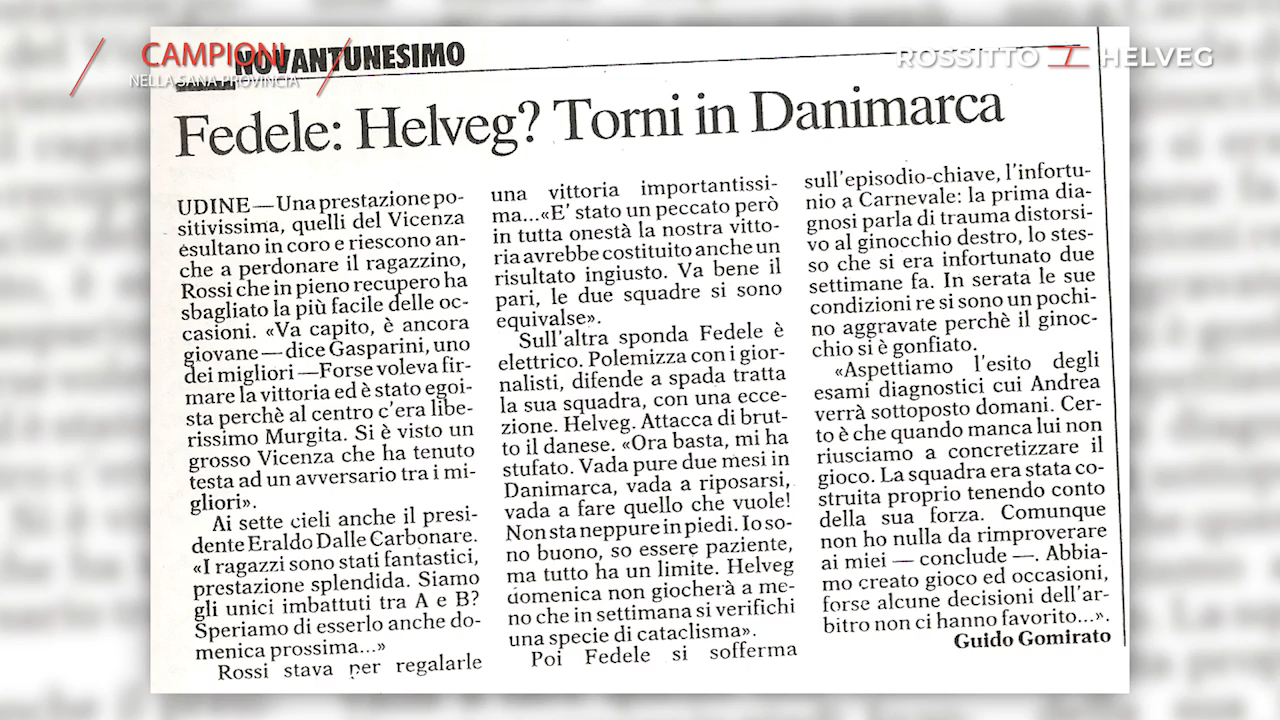 CAMPIONI
NELLA SANA PROVINCIA
ROSSITTO HELVEG
NOVANTUNESIMO
Fedele: Helveg? Torni in Danimarca
UDINE — Una prestazione po-
sitivissima, quelli del Vicenza
esultano in coro e riescono an-
che a perdonare il ragazzino,
Rossi che in pieno recupero ha
sbagliato la più facile delle oc-
casioni. «Va capito, è ancora
giovane — dice Gasparini, uno
dei migliori — Forse voleva fir-
mare la vittoria ed è stato egoi-
sta perchè al centro c'era libe-
rissimo Murgita. Si è visto un
grosso Vicenza che ha tenuto
testa ad un avversario tra i mi-
gliori».
Ai sette cieli anche il presi-
dente Eraldo Dalle Carbonare.
«I ragazzi sono stati fantastici,
prestazione splendida. Siamo
gli unici imbattuti tra A e B?
Speriamo di esserlo anche do-
menica prossima...»
Rossi stava per regalarle
una vittoria importantissi-
ma...«E' stato un peccato però
in tutta onestà la nostra vitto-
ria avrebbe costituito anche un
risultato ingiusto. Va bene il
pari, le due squadre si sono
equivalse».
Sull'altra sponda Fedele è
elettrico. Polemizza con i gior-
nalisti, difende a spada tratta
la sua squadra, con una ecce-
zione. Helveg. Attacca di brut-
to il danese. «Ora basta, mi ha
stufato. Vada pure due mesi in
Danimarca, vada a riposarsi,
vada a fare quello che vuole!
Non sta neppure in piedi. Io so-
no buono, so essere paziente,
ma tutto ha un limite. Helveg
domenica non giocherà a me-
no che in settimana si verifichi
una specie di cataclisma».
Poi Fedele si sofferma
sull'episodio-chiave, l'infortu-
nio a Carnevale: la prima dia-
gnosi parla di trauma distorsi-
vo al ginocchio destro, lo stes-
so che si era infortunato due
settimane fa. In serata le sue
condizioni re si sono un pochi-
no aggravate perchè il ginoc-
chio si è gonfiato.
«Aspettiamo l'esito degli
esami diagnostici cui Andrea
verrà sottoposto domani. Cer-
to è che quando manca lui non
riusciamo a concretizzare il
gioco. La squadra era stata co-
struita proprio tenendo conto
della sua forza. Comunque
non ho nulla da rimproverare
ai miei — conclude —. Abbia-
mo creato gioco ed occasioni,
forse alcune decisioni dell'ar-
bitro non ci hanno favorito...».
Guido Gomirato